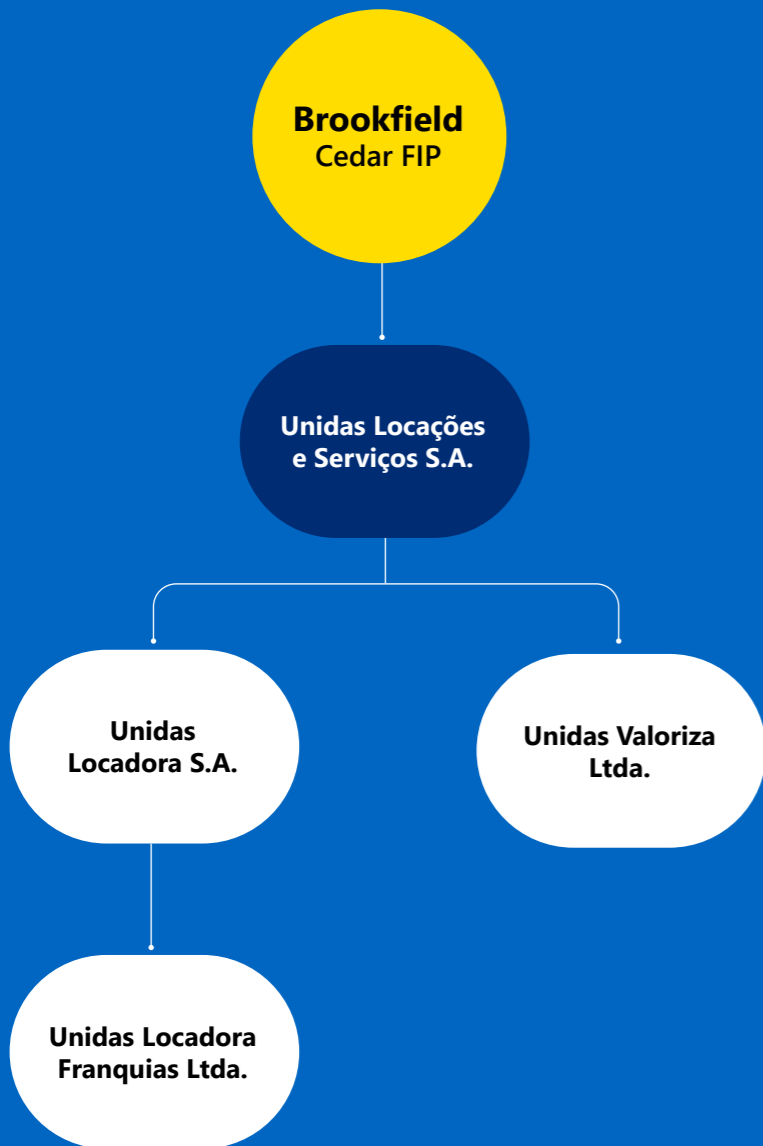 Brookfield
Cedar FIP
Unidas Locações
e Serviços S.A.
Unidas
Locadora S.A.
Unidas Valoriza
Ltda.
Unidas Locadora
Franquias Ltda.